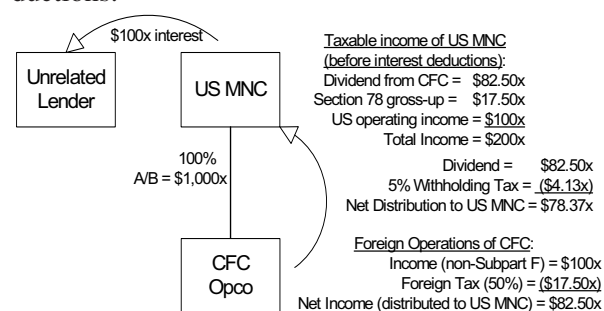 ductions.
$100x interest
Unrelated
Lender
US MNC
100%
A/B = $1,000x
CFC
Opco
Taxable income of US MNC
(before interest deductions):
Dividend from CFC = $82.50x
Section 78 gross-up = $17.50x
US operating income = $100x
Total Income = $200x
Dividend = $82.50x
5% Withholding Tax = ($4.13x)
Net Distribution to US MNC = $78.37x
Foreign Operations of CFC:
Income (non-Subpart F) = $100x
Foreign Tax (50%) = ($17.50x)
Net Income (distributed to US MNC) = $82.50x